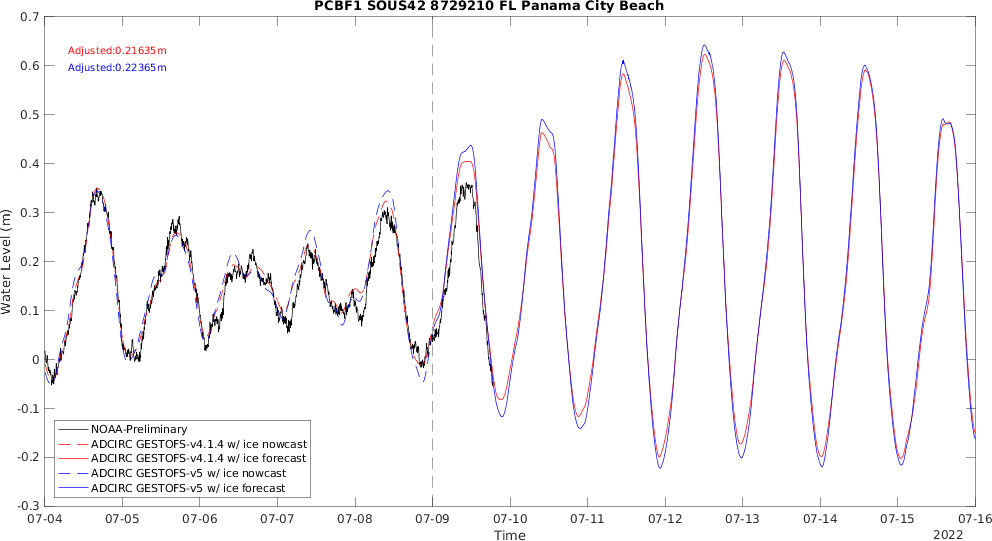 PCBF1 SOUS42 8729210 FL Panama City Beach
0.7
0.6
0.5
0.4
0.3
0.2
0.1
0
-0.1
-0.2
-0.3
Water Level (m)
Adjusted:0.21635m
Adjusted:0.22365m
NOAA-Preliminary
ADCIRC GESTOFS-v4.1.4 w/ ice nowcast
ADCIRC GESTOFS-v4.1.4 w/ ice forecast
ADCIRC GESTOFS-v5 w/ ice nowcast
ADCIRC GESTOFS-v5 w/ ice forecast
07-04 07-05 07-06 07-07 07-08 07-09 07-10 07-11 07-12 07-13 07-14 07-15 07-16
Time
2022